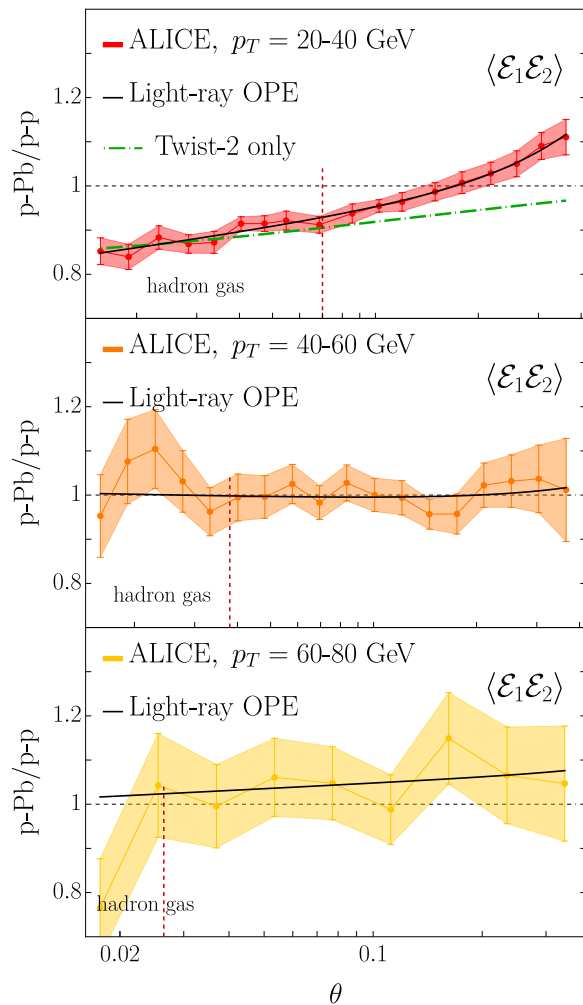 ALICE, p_T = 20-40 GeV
⟨ℰ₁ℰ₂⟩
Light-ray OPE
Twist-2 only
1.2
1
0.8
p-Pb/p-p
hadron gas
ALICE, p_T = 40-60 GeV
⟨ℰ₁ℰ₂⟩
Light-ray OPE
1.2
1
0.8
p-Pb/p-p
hadron gas
ALICE, p_T = 60-80 GeV
⟨ℰ₁ℰ₂⟩
Light-ray OPE
1.2
1
0.8
p-Pb/p-p
hadron gas
0.02 0.1
θ